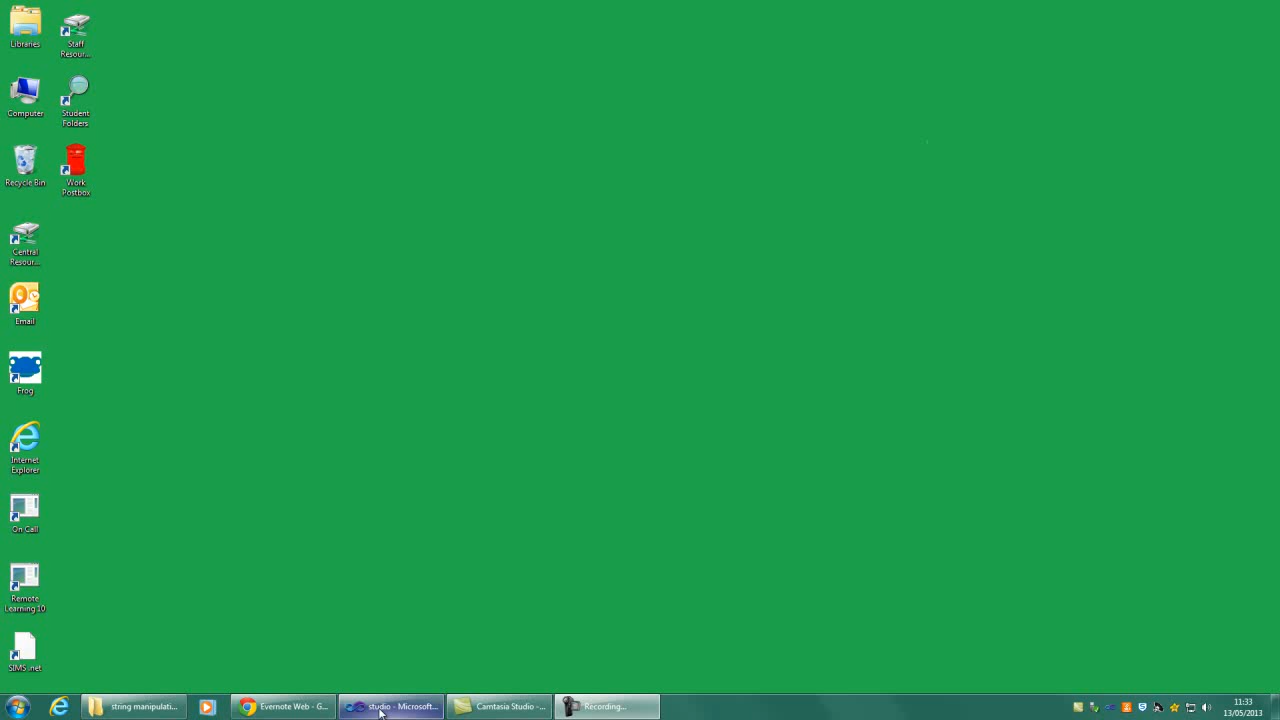 Libraries
Staff
Resour...
Computer
Student
Folders
Recycle Bin
Work
Postbox
Central
Resour...
Email
Frog
Internet
Explorer
On Call
Remote
Learning 10
SIMS .net
string manipulati...
Evernote Web - G...
studio - Microsoft...
Camtasia Studio -...
Recording...
11:33
13/05/2013